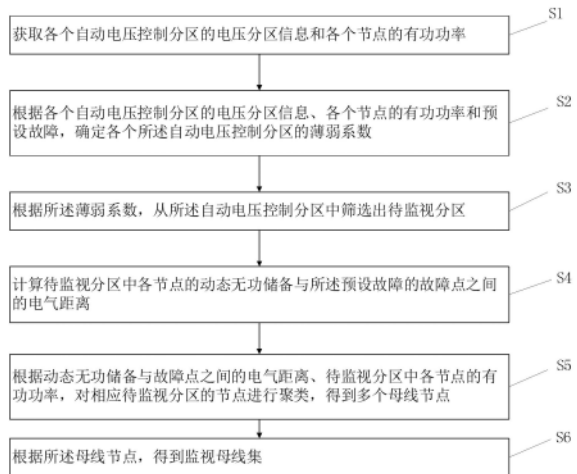 S1
获取各个自动电压控制分区的电压分区信息和各个节点的有功功率
S2
根据各个自动电压控制分区的电压分区信息、各个节点的有功功率和预
设故障，确定各个所述自动电压控制分区的薄弱系数
S3
根据所述薄弱系数，从所述自动电压控制分区中筛选出待监视分区
S4
计算待监视分区中各节点的动态无功储备与所述预设故障的故障点之间
的电气距离
S5
根据动态无功储备与故障点之间的电气距离、待监视分区中各节点的有
功功率，对相应待监视分区的节点进行聚类，得到多个母线节点
S6
根据所述母线节点，得到监视母线集